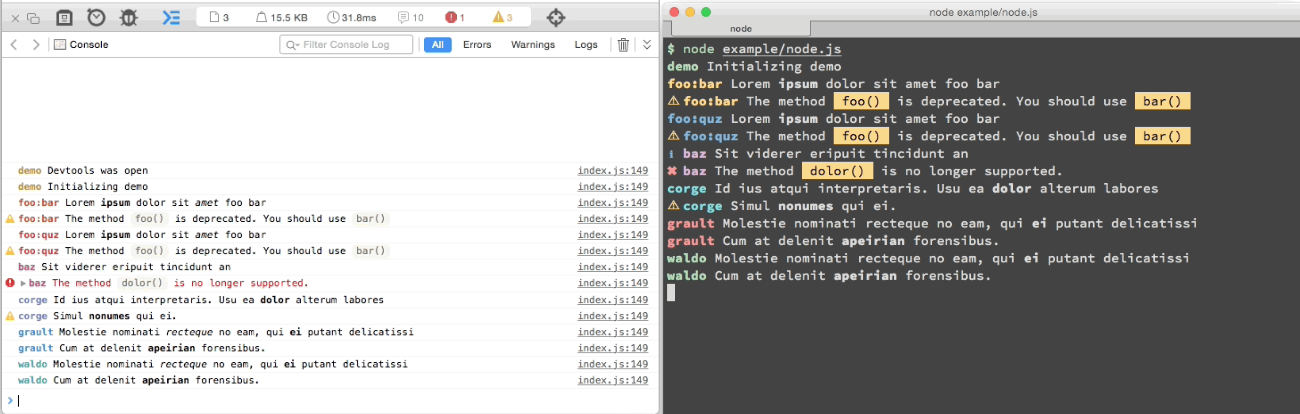 3 15.5 KB 31.8ms 10 1 3
Console Filter Console Log All Errors Warnings Logs
demo Devtools was open index.js:149
demo Initializing demo index.js:149
foo:bar Lorem ipsum dolor sit amet foo bar index.js:149
foo:bar The method foo() is deprecated. You should use bar() index.js:149
foo:quz Lorem ipsum dolor sit amet foo bar index.js:149
foo:quz The method foo() is deprecated. You should use bar() index.js:149
baz Sit viderer eripuit tincidunt an index.js:149
baz The method dolor() is no longer supported. index.js:149
corge Id ius atqui interpretaris. Usu ea dolor alterum labores index.js:149
corge Simul nonumes qui ei. index.js:149
grault Molestie nominati recteque no eam, qui ei putant delicatissi index.js:149
grault Cum at delenit apeirian forensibus. index.js:149
waldo Molestie nominati recteque no eam, qui ei putant delicatissi index.js:149
waldo Cum at delenit apeirian forensibus. index.js:149
node example/node.js
node
$ node example/node.js
demo Initializing demo
foo:bar Lorem ipsum dolor sit amet foo bar
⚠ foo:bar The method foo() is deprecated. You should use bar()
foo:quz Lorem ipsum dolor sit amet foo bar
⚠ foo:quz The method foo() is deprecated. You should use bar()
ℹ baz Sit viderer eripuit tincidunt an
✖ baz The method dolor() is no longer supported.
corge Id ius atqui interpretaris. Usu ea dolor alterum labores
⚠ corge Simul nonumes qui ei.
grault Molestie nominati recteque no eam, qui ei putant delicatissi
grault Cum at delenit apeirian forensibus.
waldo Molestie nominati recteque no eam, qui ei putant delicatissi
waldo Cum at delenit apeirian forensibus.